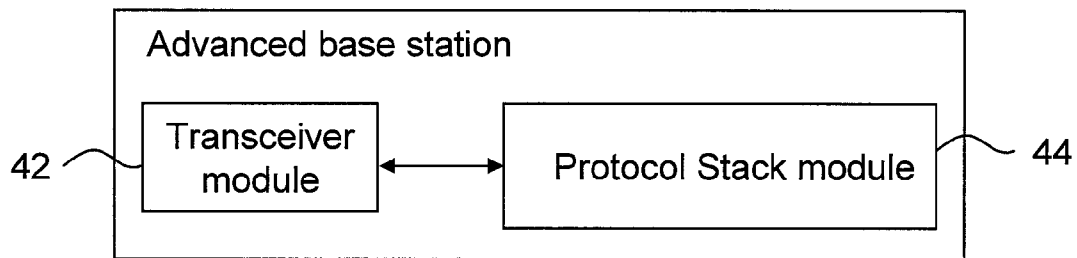 Advanced base station
42
Transceiver
module
Protocol Stack module
44